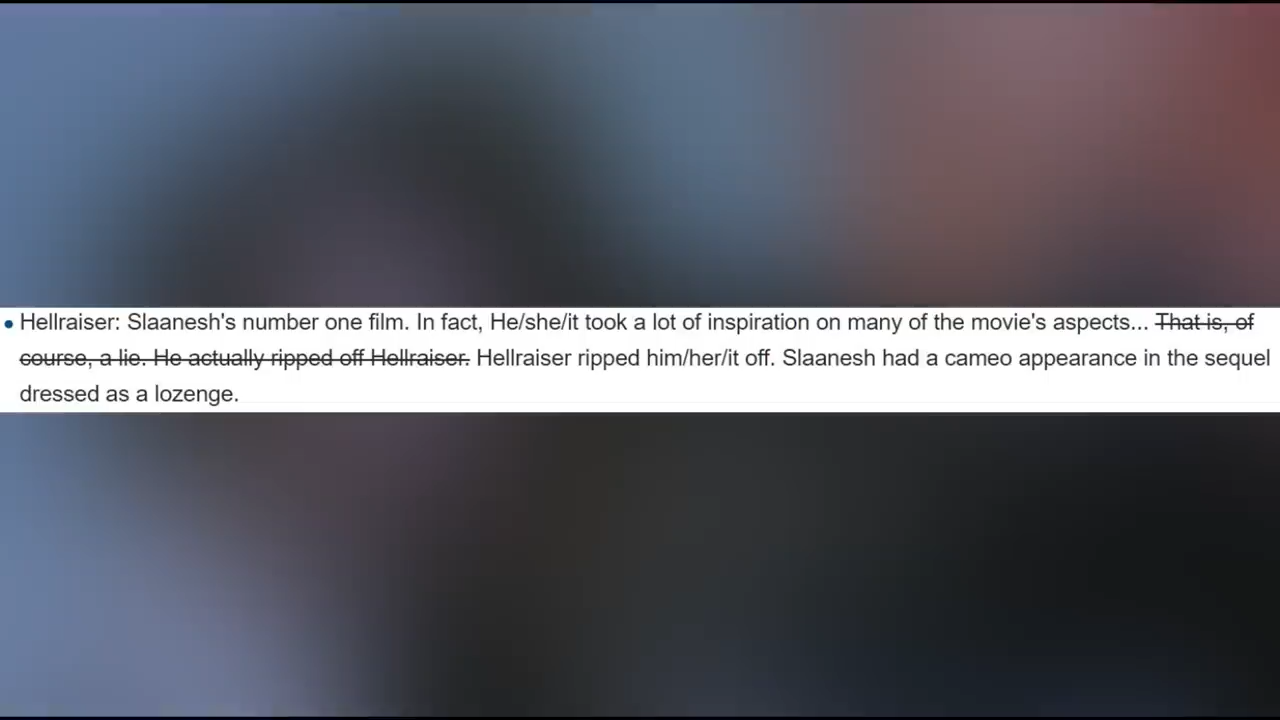 Hellraiser: Slaanesh's number one film. In fact, He/she/it took a lot of inspiration on many of the movie's aspects... That is, of
course, a lie. He actually ripped off Hellraiser. Hellraiser ripped him/her/it off. Slaanesh had a cameo appearance in the sequel
dressed as a lozenge.